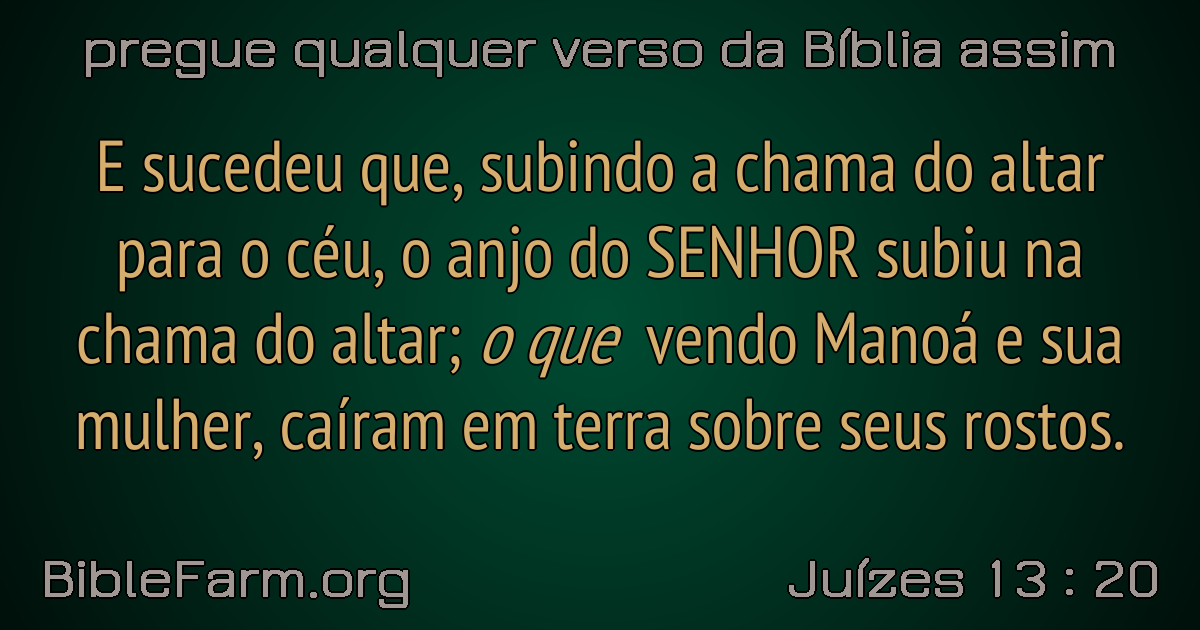 pregue qualquer verso da Bíblia assim
E sucedeu que, subindo a chama do altar
para o céu, o anjo do SENHOR subiu na
chama do altar; o que vendo Manoá e sua
mulher, caíram em terra sobre seus rostos.
BibleFarm.org
Juízes 13 : 20